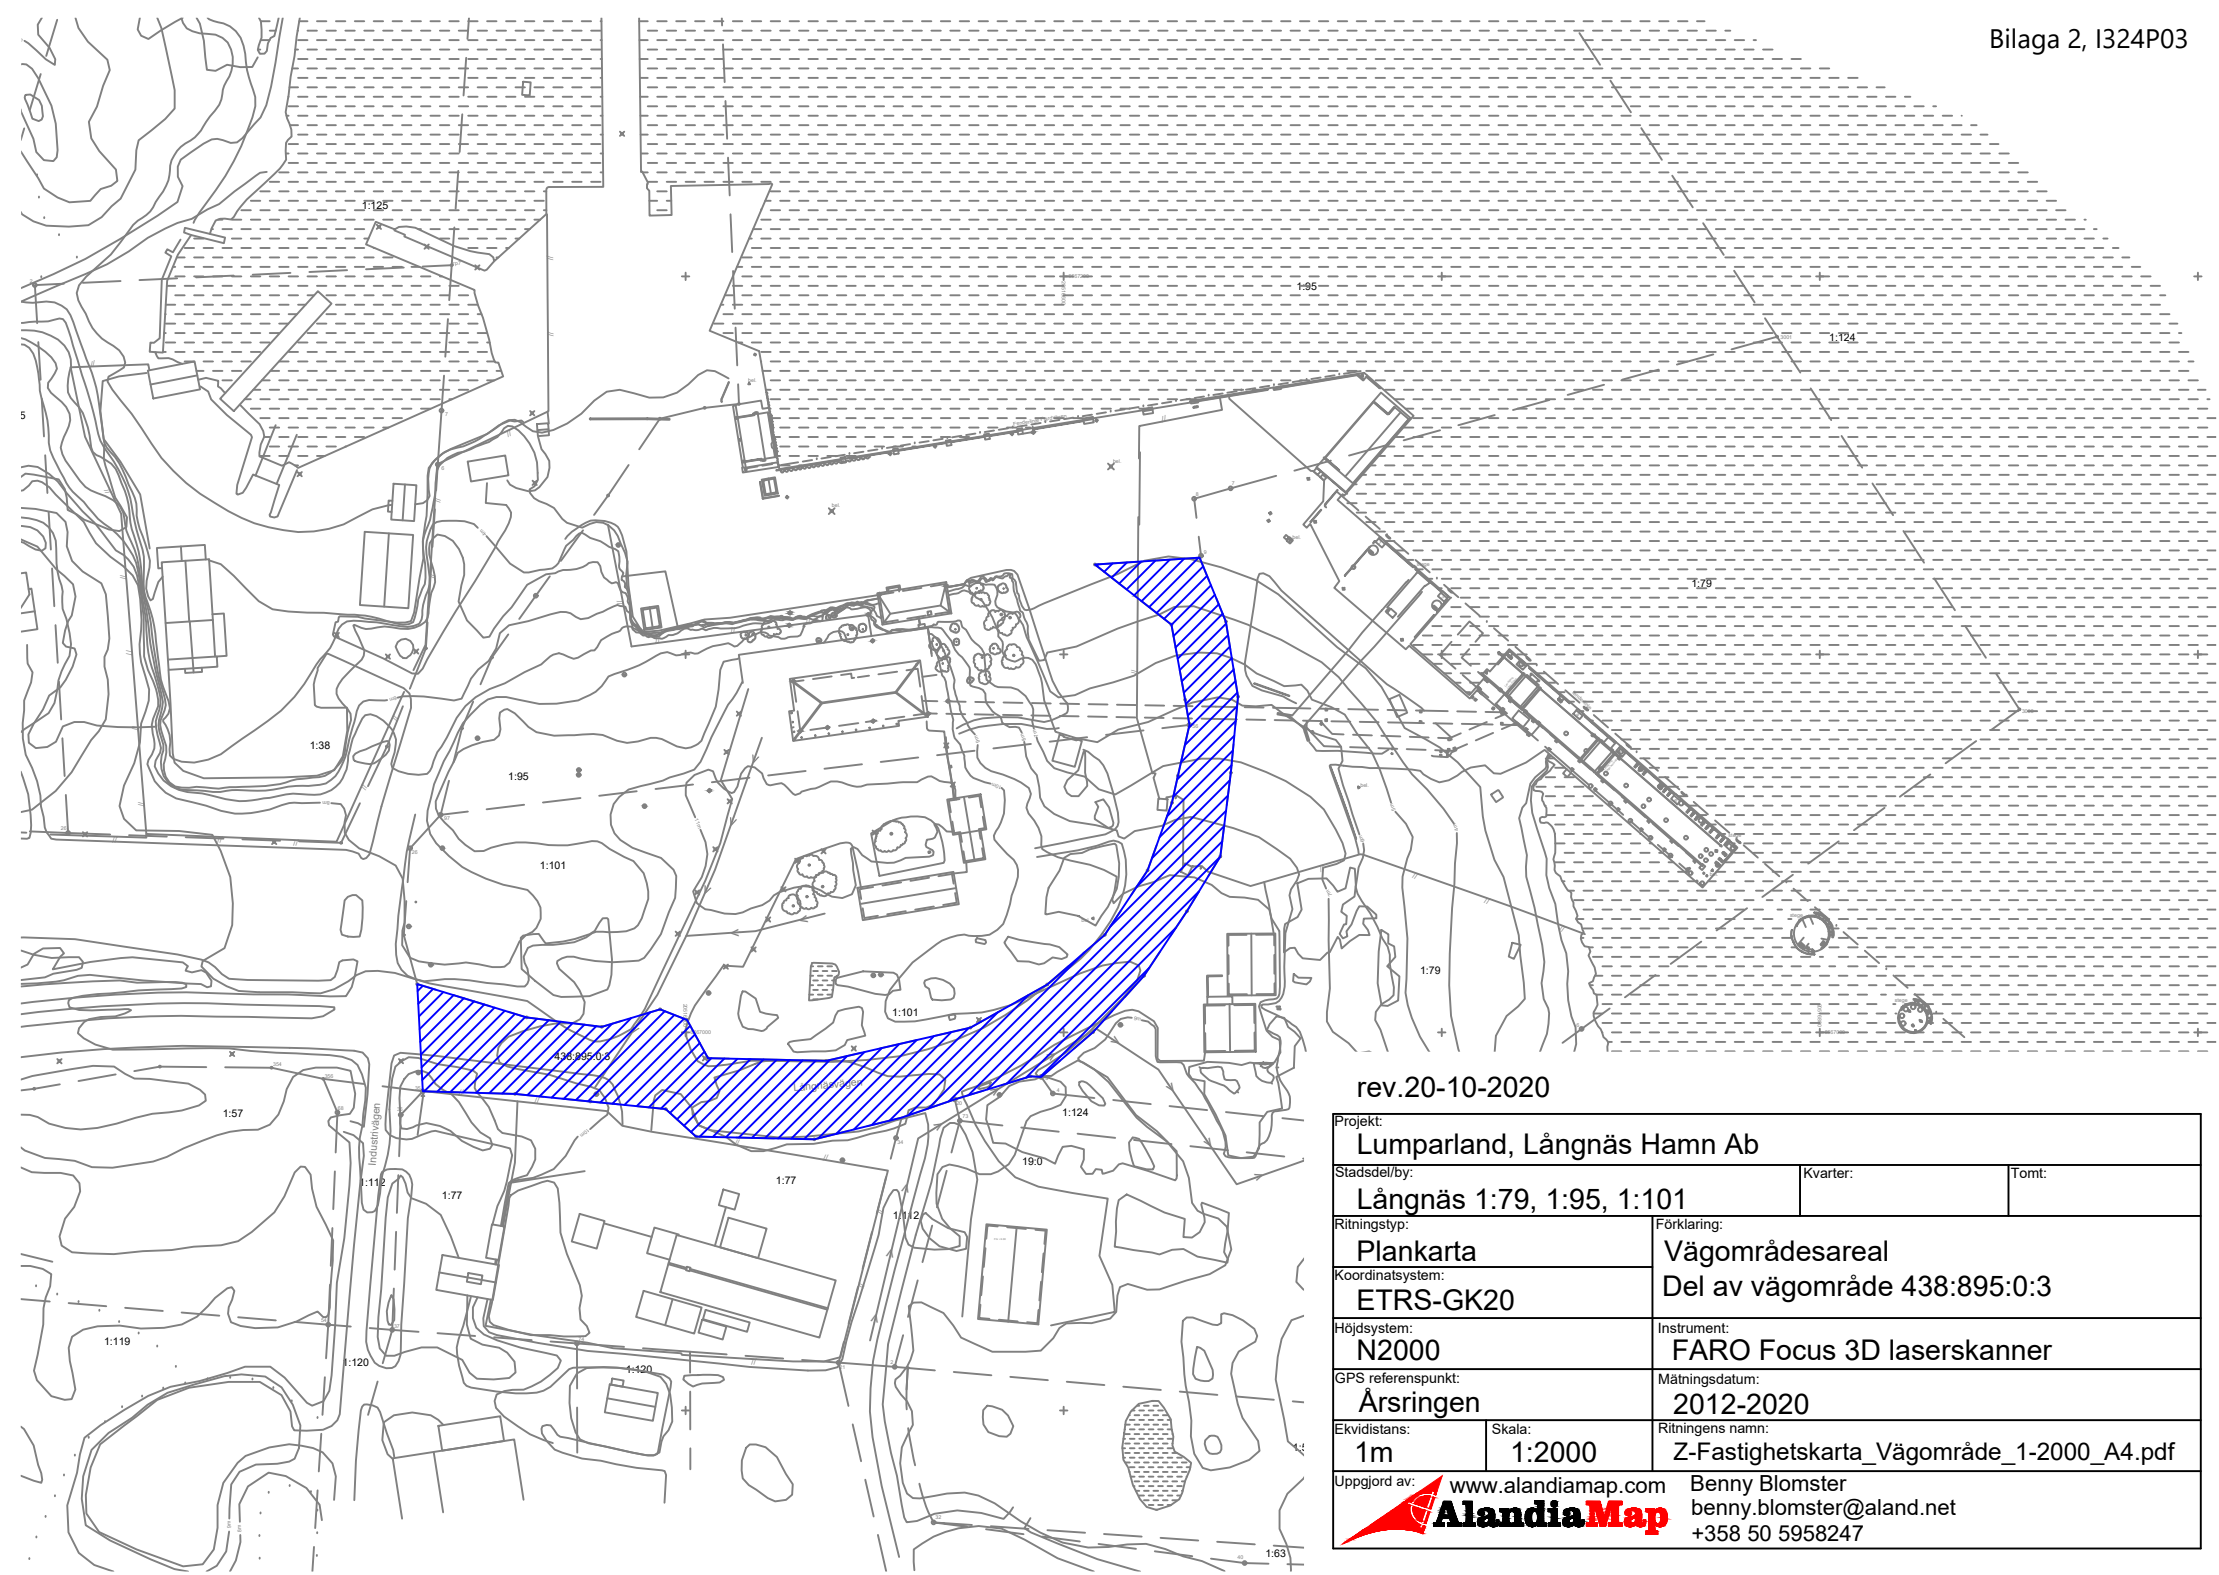 Bilaga 2, I324P03
1:125
1:95
1:124
1:79
1:38
1:95
1:101
1:79
1:101
438:895:0:3
Långnäsvägen
1:57
Industrivägen
1:124
19:0
1:112
1:77
1:77
1:112
1:119
1:120
1:120
1:63
rev.20-10-2020
Projekt:
Lumparland, Långnäs Hamn Ab
Stadsdel/by:
Långnäs 1:79, 1:95, 1:101
Kvarter:
Tomt:
Ritningstyp:
Plankarta
Förklaring:
Vägområdesareal
Del av vägområde 438:895:0:3
Koordinatsystem:
ETRS-GK20
Höjdsystem:
N2000
Instrument:
FARO Focus 3D laserskanner
GPS referenspunkt:
Årsringen
Mätningsdatum:
2012-2020
Ekvidistans:
1m
Skala:
1:2000
Ritningens namn:
Z-Fastighetskarta_Vägområde_1-2000_A4.pdf
Uppgjord av:
www.alandiamap.com
AlandiaMap
Benny Blomster
benny.blomster@aland.net
+358 50 5958247